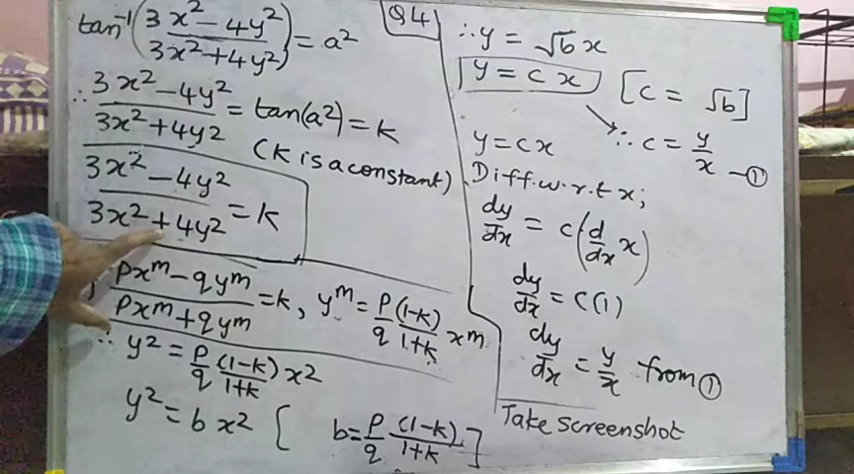 Q4
tan⁻¹(3x²-4y²/3x²+4y²) = a²
∴ 3x²-4y²/3x²+4y² = tan(a²) = k
(k is a constant)
3x²-4y²/3x²+4y² = k
pxᵐ-qyᵐ/pxᵐ+qyᵐ = k, yᵐ = p/q (1-k)/1+k xᵐ
∴ y² = p/q (1-k)/1+k) x²
y² = bx² [ b = p/q (1-k)/1+k ]
∴ y = √b x
y = cx [c = √b]
∴ c = y/x —①
y = cx
Diff.w.r.t x;
dy/dx = c(d/dx x)
dy/dx = c(1)
dy/dx = y/x from ①
Take screenshot